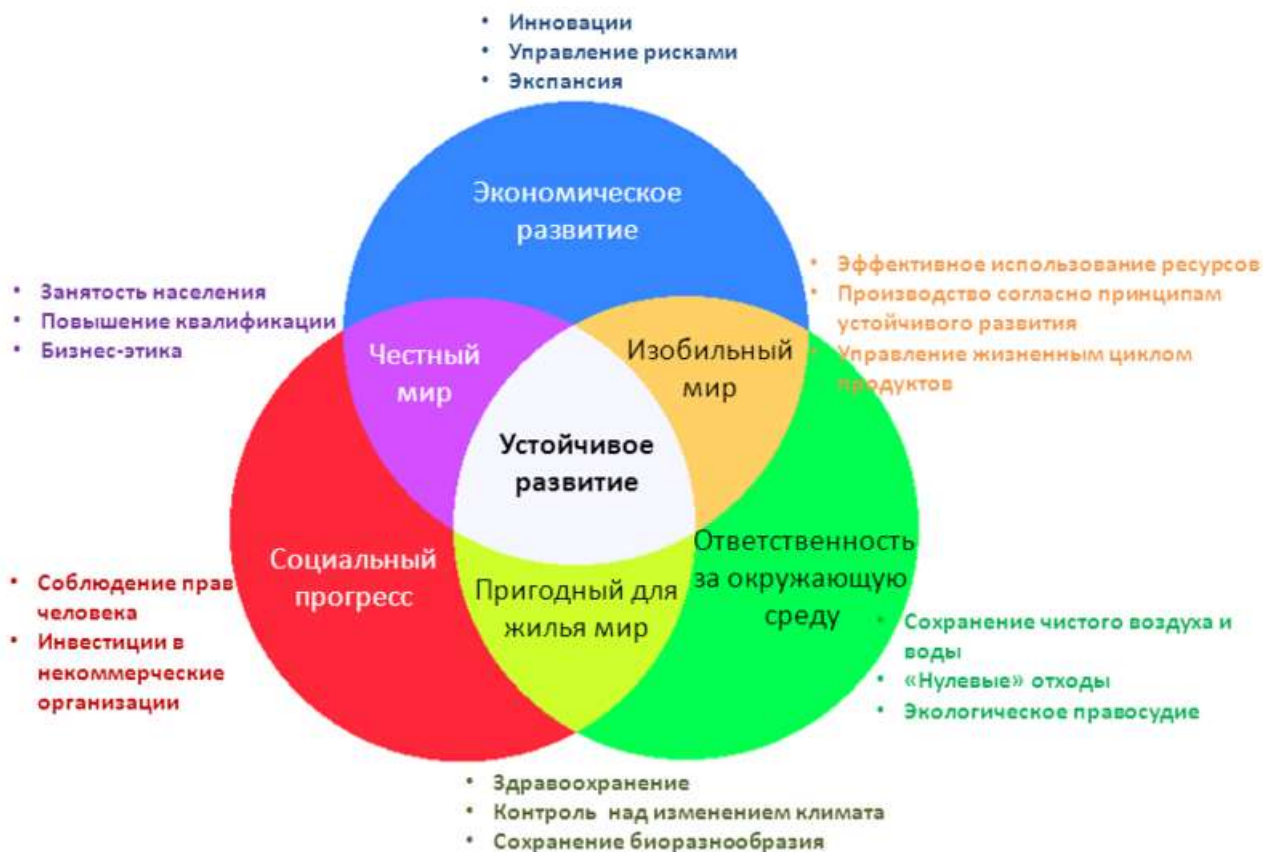 • Инновации
• Управление рисками
• Экспансия
Экономическое
развитие
• Занятость населения
• Повышение квалификации
• Бизнес-этика
• Эффективное использование ресурсов
• Производство согласно принципам
устойчивого развития
• Управление жизненным циклом
продуктов
Честный
мир
Изобильный
мир
Устойчивое
развитие
Социальный
прогресс
Пригодный для
жилья мир
Ответственность
за окружающую
среду
• Соблюдение прав
человека
• Инвестиции в
некоммерческие
организации
• Сохранение чистого воздуха и
воды
• «Нулевые» отходы
• Экологическое правосудие
• Здравоохранение
• Контроль над изменением климата
• Сохранение биоразнообразия